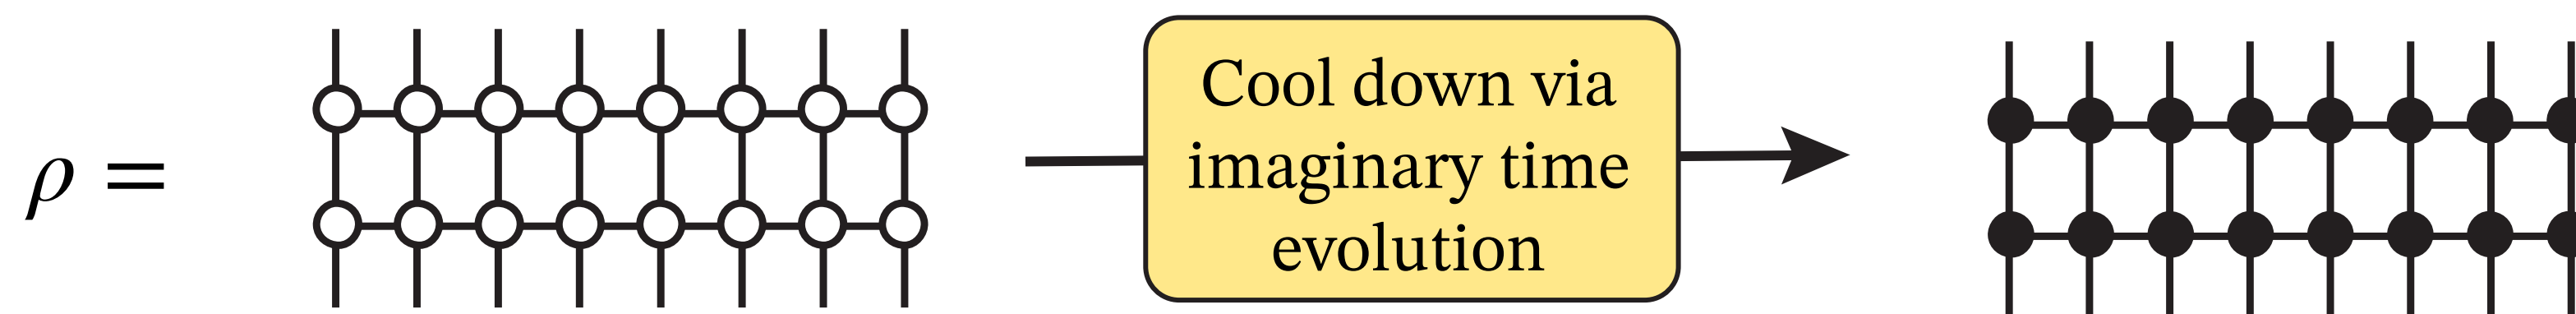 ρ =
Cool down via
imaginary time
evolution